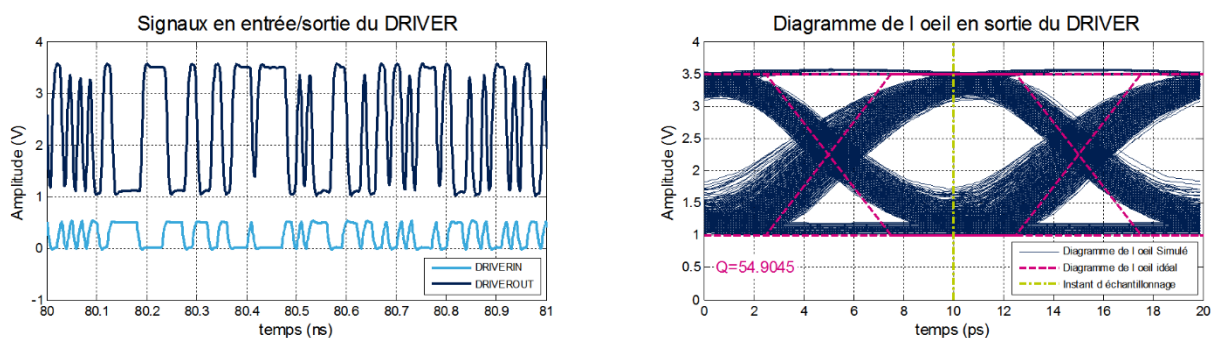 Signaux en entrée/sortie du DRIVER
4
3
2
1
0
-1
Amplitude (V)
DRIVERIN
DRIVEROUT
80 80.1 80.2 80.3 80.4 80.5 80.6 80.7 80.8 80.9 81
temps (ns)
Diagramme de l oeil en sortie du DRIVER
4
3.5
3
2.5
2
1.5
1
0.5
0
Amplitude (V)
Q=54.9045
Diagramme de l oeil Simulé
Diagramme de l oeil idéal
Instant d échantillonnage
0 2 4 6 8 10 12 14 16 18 20
temps (ps)